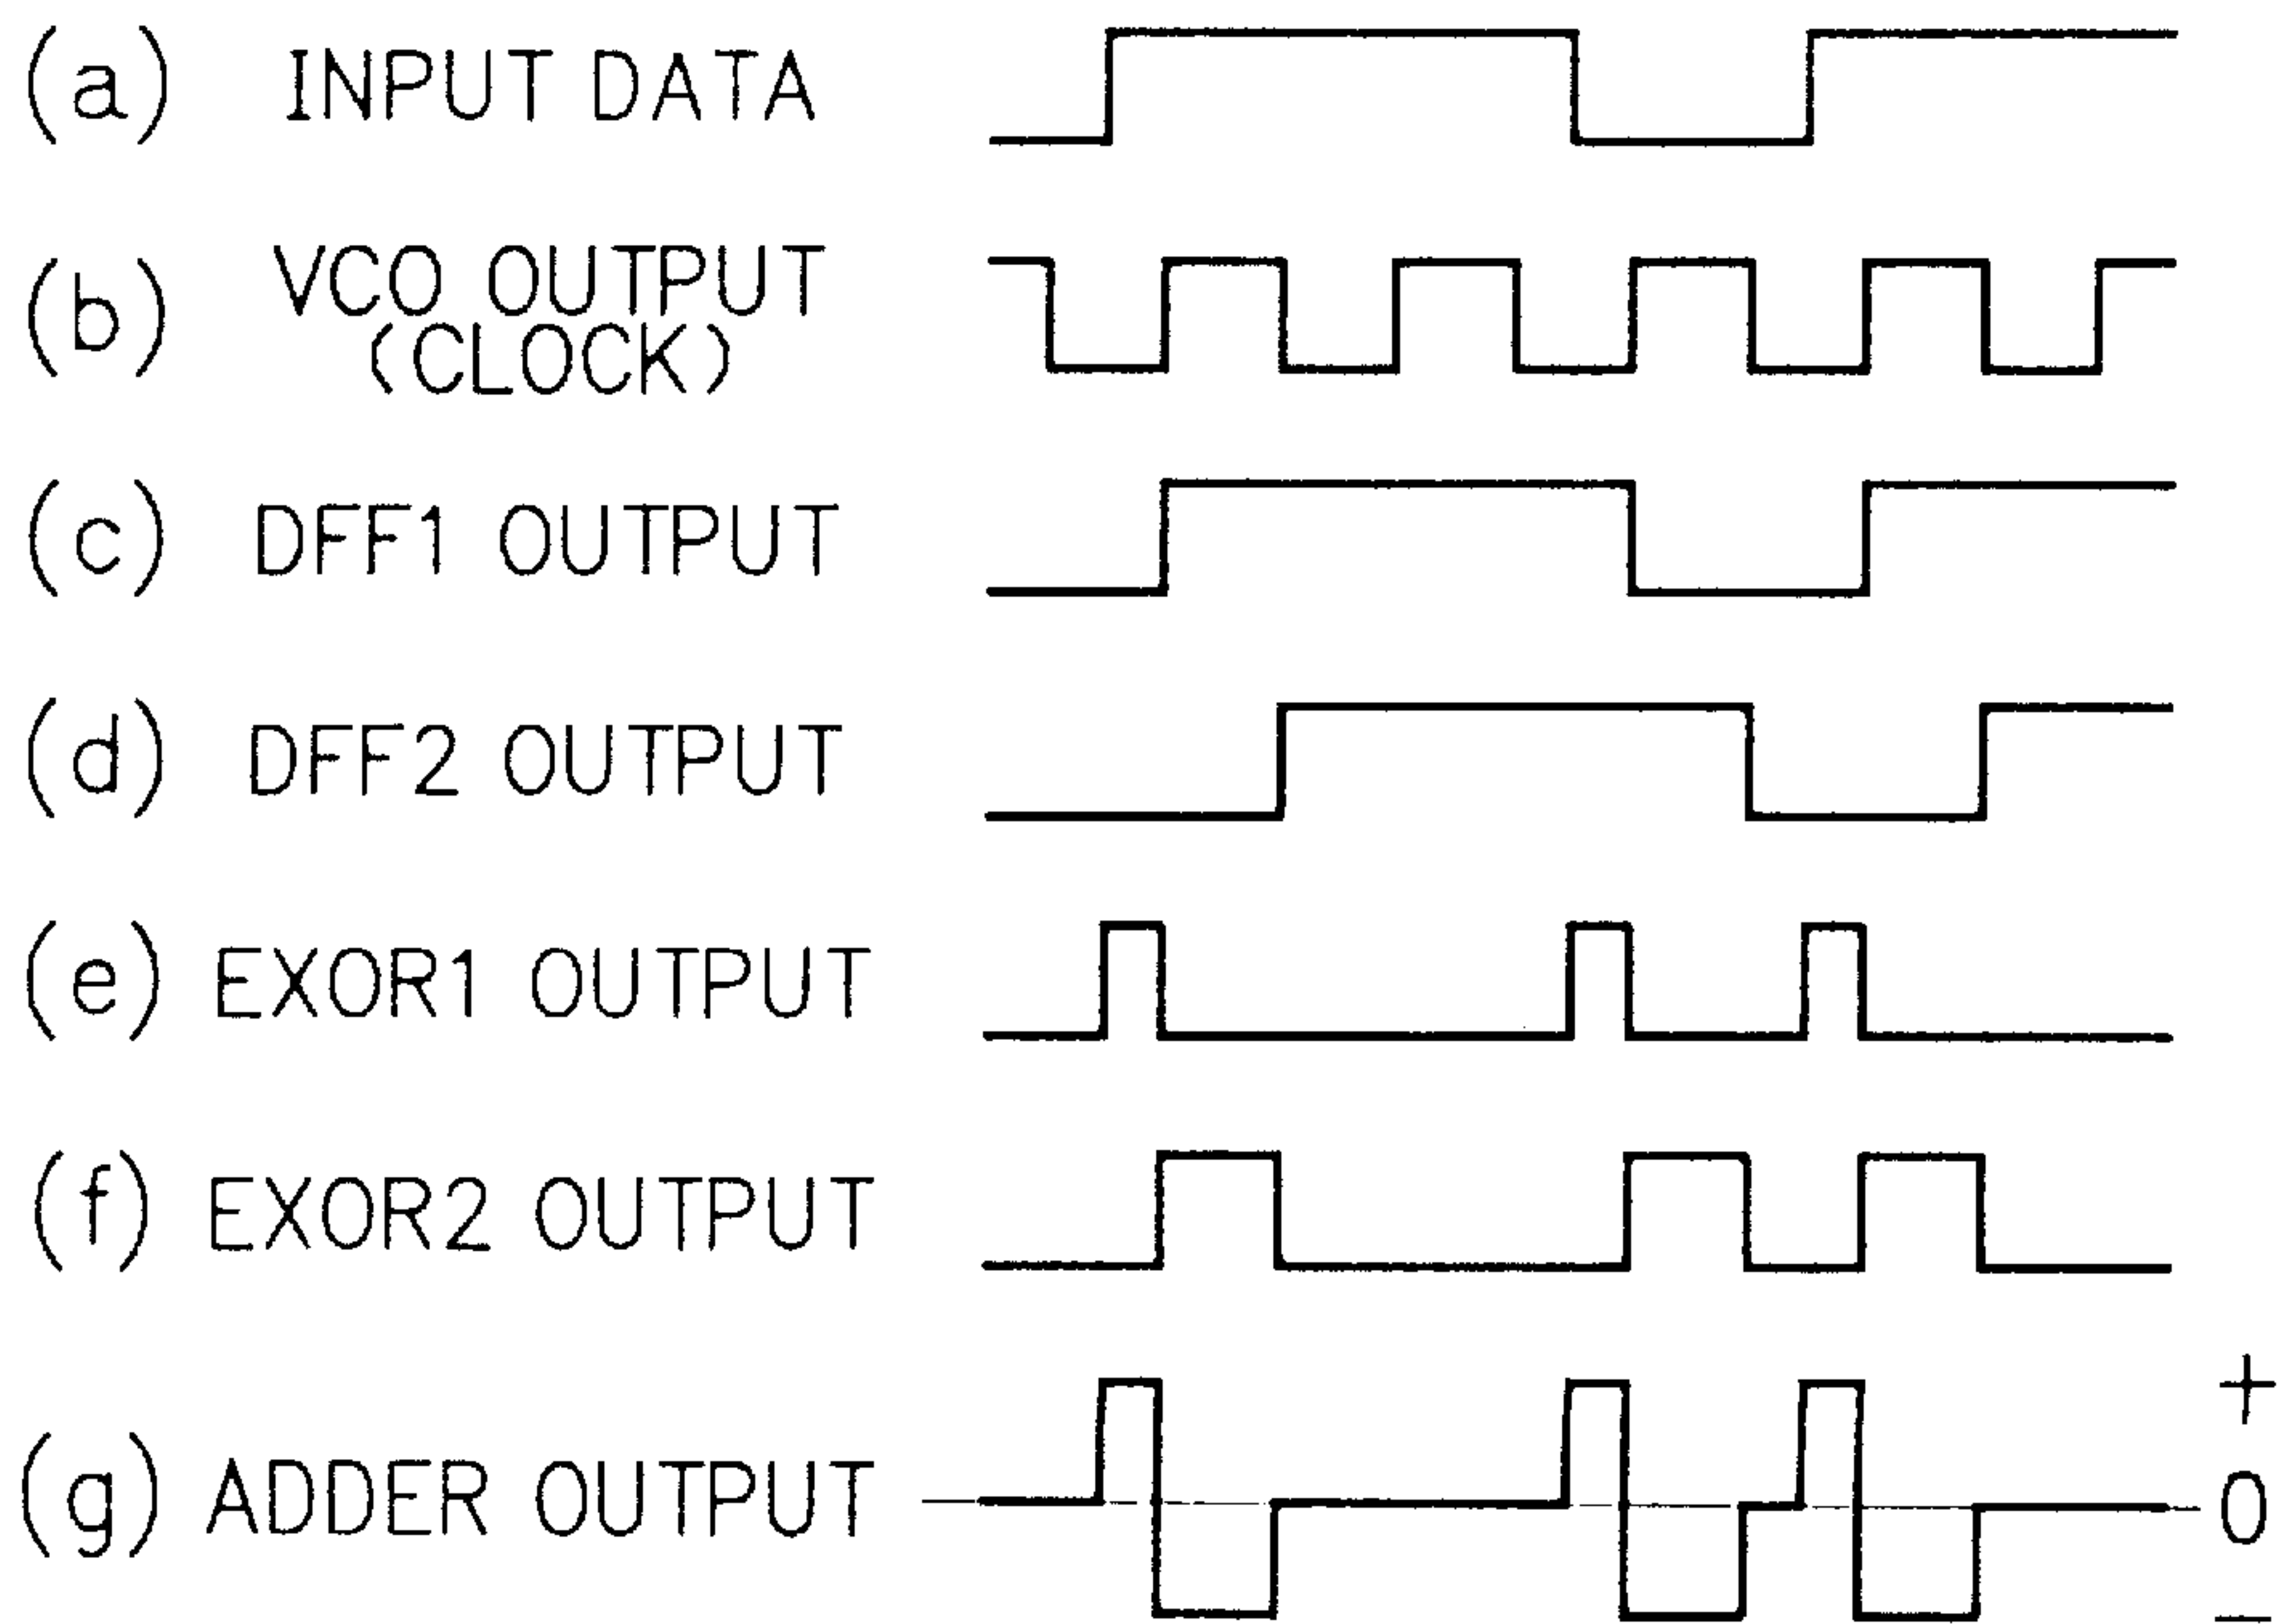 (a) INPUT DATA
(b) VCO OUTPUT
(CLOCK)
(c) DFF1 OUTPUT
(d) DFF2 OUTPUT
(e) EXOR1 OUTPUT
(f) EXOR2 OUTPUT
(g) ADDER OUTPUT
+
0
−